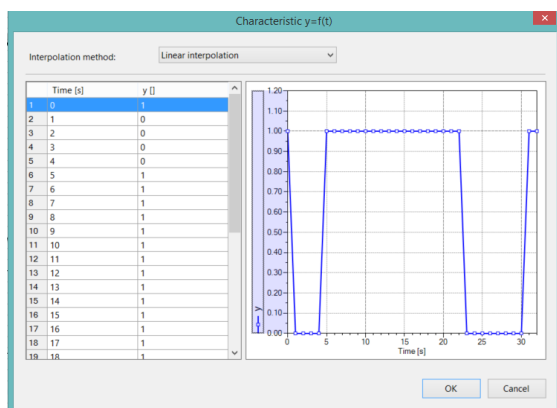 Characteristic y=f(t)
Interpolation method: Linear interpolation
Time [s] y []
1 0 1
2 1 0
3 2 0
4 3 0
5 4 0
6 5 1
7 6 1
8 7 1
9 8 1
10 9 1
11 10 1
12 11 1
13 12 1
14 13 1
15 14 1
16 15 1
17 16 1
18 17 1
19 18 1
1.20
1.10
1.00
0.90
0.80
0.70
0.60
0.50
0.40
0.30
0.20
0.10
0.00
y
0 5 10 15 20 25 30
Time [s]
OK Cancel